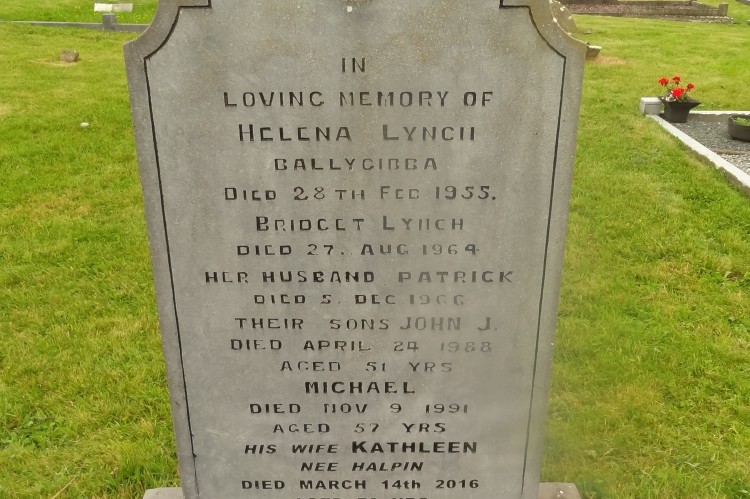 IN
LOVING MEMORY OF
HELENA LYNCH
BALLYGIBBA
DIED 28TH FEB 1955.
BRIDGET LYNCH
DIED 27. AUG 1964
HER HUSBAND PATRICK
DIED 5. DEC 1966
THEIR SONS JOHN J.
DIED APRIL 24 1988
AGED 51 YRS
MICHAEL
DIED NOV 9 1991
AGED 57 YRS
HIS WIFE KATHLEEN
NEE HALPIN
DIED MARCH 14th 2016
AGED